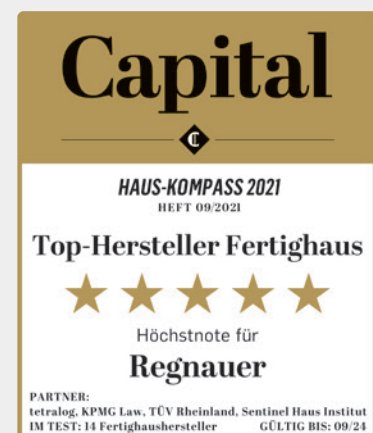 Capital
HAUS-KOMPASS 2021
HEFT 09/2021
Top-Hersteller Fertighaus
Höchstnote für
Regnauer
PARTNER:
tetralog, KPMG Law, TÜV Rheinland, Sentinel Haus Institut
IM TEST: 14 Fertighaushersteller GÜLTIG BIS: 09/24